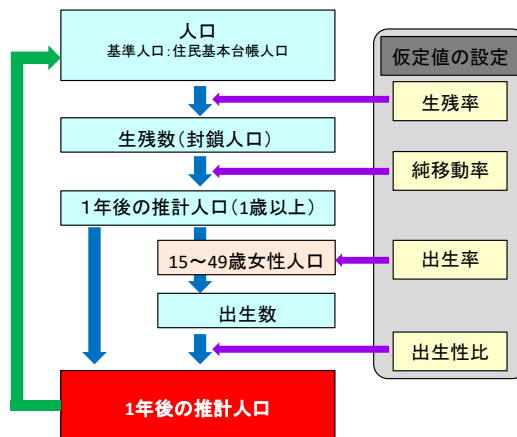 人口
基準人口：住民基本台帳人口
仮定値の設定
生残率
生残数（封鎖人口）
純移動率
１年後の推計人口（1歳以上）
15～49歳女性人口
出生率
出生数
出生性比
1年後の推計人口